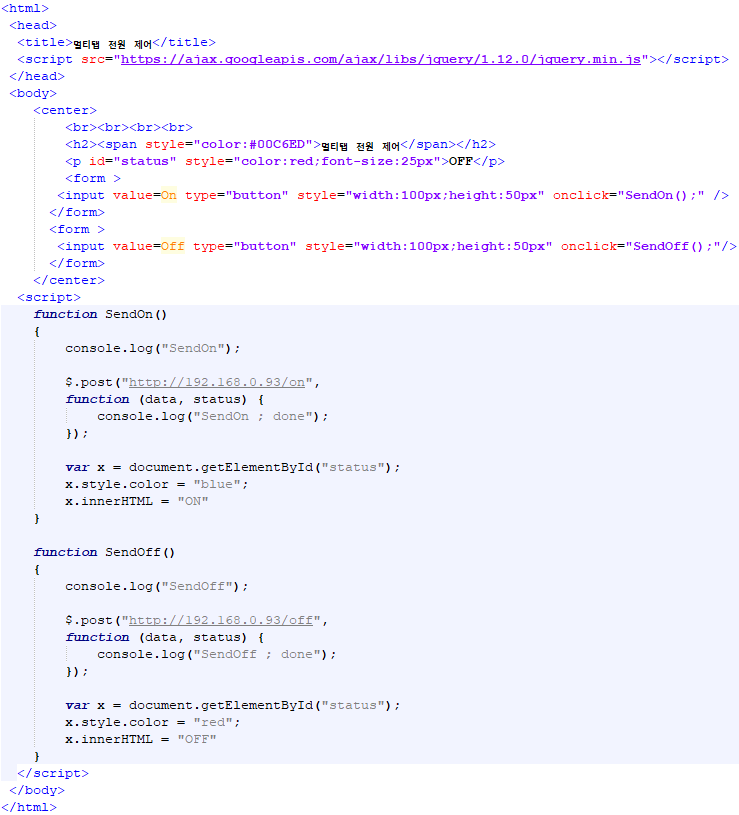 <html>
<head>
<title>멀티탭 전원 제어</title>
<script src="https://ajax.googleapis.com/ajax/libs/jquery/1.12.0/jquery.min.js"></script>
</head>
<body>
<center>
<br><br><br><br>
<h2><span style="color:#00C6ED">멀티탭 전원 제어</span></h2>
<p id="status" style="color:red;font-size:25px">OFF</p>
<form >
<input value=On type="button" style="width:100px;height:50px" onclick="SendOn();" />
</form>
<form >
<input value=Off type="button" style="width:100px;height:50px" onclick="SendOff();"/>
</form>
</center>
<script>
function SendOn()
{
console.log("SendOn");
$.post("http://192.168.0.93/on",
function (data, status) {
console.log("SendOn ; done");
});
var x = document.getElementById("status");
x.style.color = "blue";
x.innerHTML = "ON"
}
function SendOff()
{
console.log("SendOff");
$.post("http://192.168.0.93/off",
function (data, status) {
console.log("SendOff ; done");
});
var x = document.getElementById("status");
x.style.color = "red";
x.innerHTML = "OFF"
}
</script>
</body>
</html>